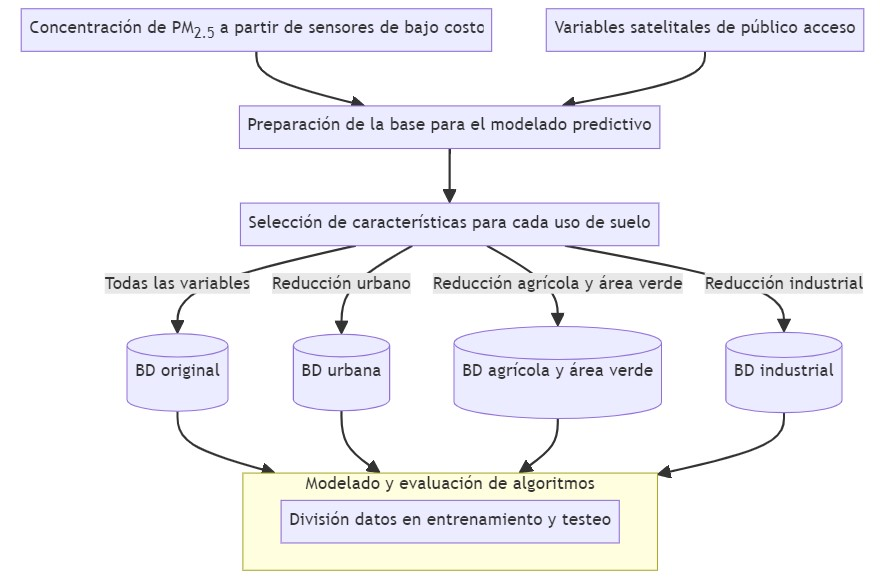 Concentración de PM2.5 a partir de sensores de bajo costo
Variables satelitales de público acceso
Preparación de la base para el modelado predictivo
Selección de características para cada uso de suelo
Todas las variables
Reducción urbano
Reducción agrícola y área verde
Reducción industrial
BD original
BD urbana
BD agrícola y área verde
BD industrial
Modelado y evaluación de algoritmos
División datos en entrenamiento y testeo